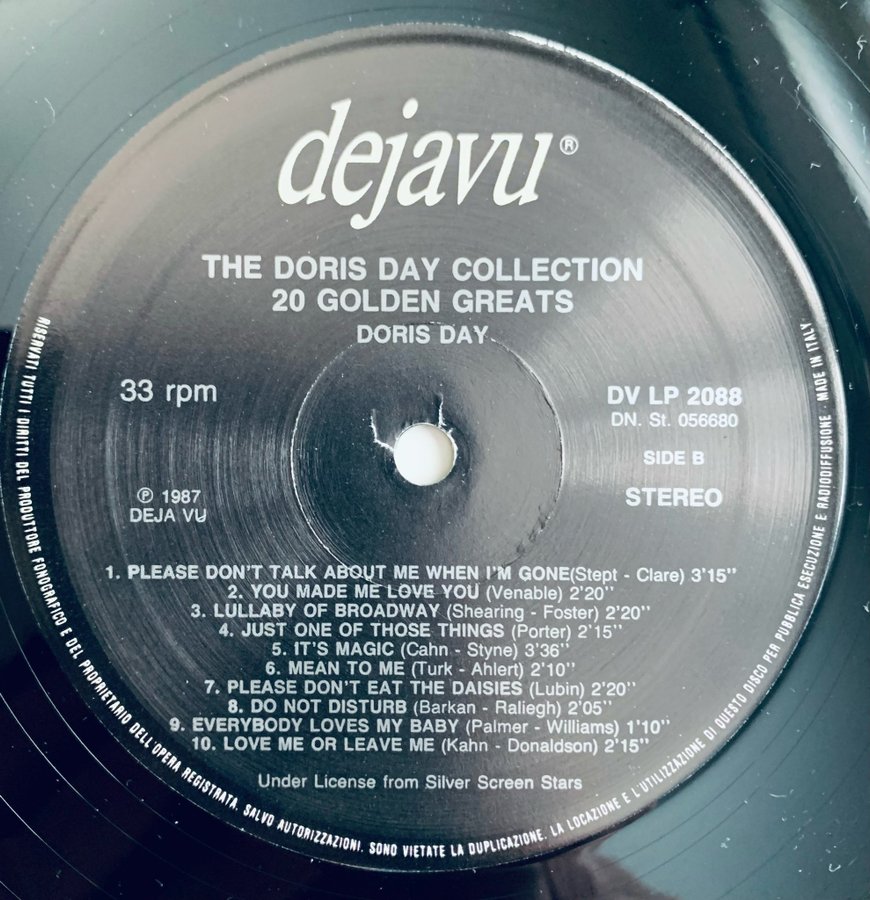 dejavu®
THE DORIS DAY COLLECTION
20 GOLDEN GREATS
DORIS DAY
33 rpm
DV LP 2088
DN. St. 056680
SIDE B
STEREO
℗ 1987
DEJA VU
1. PLEASE DON'T TALK ABOUT ME WHEN I'M GONE(Stept - Clare) 3'15"
2. YOU MADE ME LOVE YOU (Venable) 2'20"
3. LULLABY OF BROADWAY (Shearing - Foster) 2'20"
4. JUST ONE OF THOSE THINGS (Porter) 2'15"
5. IT'S MAGIC (Cahn - Styne) 3'36"
6. MEAN TO ME (Turk - Ahlert) 2'10"
7. PLEASE DON'T EAT THE DAISIES (Lubin) 2'20"
8. DO NOT DISTURB (Barkan - Raliegh) 2'05"
9. EVERYBODY LOVES MY BABY (Palmer - Williams) 1'10"
10. LOVE ME OR LEAVE ME (Kahn - Donaldson) 2'15"
Under License from Silver Screen Stars
RISERVATI TUTTI I DIRITTI DEL PRODUTTORE FONOGRAFICO E DEL PROPRIETARIO DELL'OPERA REGISTRATA. SALVO AUTORIZZAZIONI. SONO VIETATE LA DUPLICAZIONE. LA LOCAZIONE E L'UTILIZZAZIONE DI QUESTO DISCO PER PUBBLICA ESECUZIONE E RADIODIFFUSIONE · MADE IN ITALY